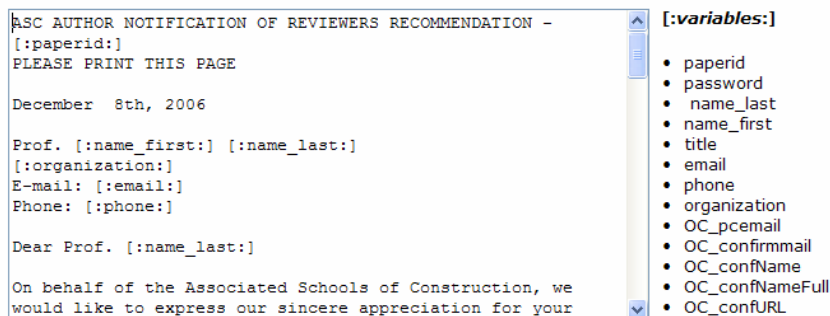 ASC AUTHOR NOTIFICATION OF REVIEWERS RECOMMENDATION -
[:paperid:]
PLEASE PRINT THIS PAGE
December  8th, 2006
Prof. [:name_first:] [:name_last:]
[:organization:]
E-mail: [:email:]
Phone: [:phone:]
Dear Prof. [:name_last:]
On behalf of the Associated Schools of Construction, we
would like to express our sincere appreciation for your
[:variables:]
• paperid
• password
• name_last
• name_first
• title
• email
• phone
• organization
• OC_pcemail
• OC_confirmmail
• OC_confName
• OC_confNameFull
• OC_confURL